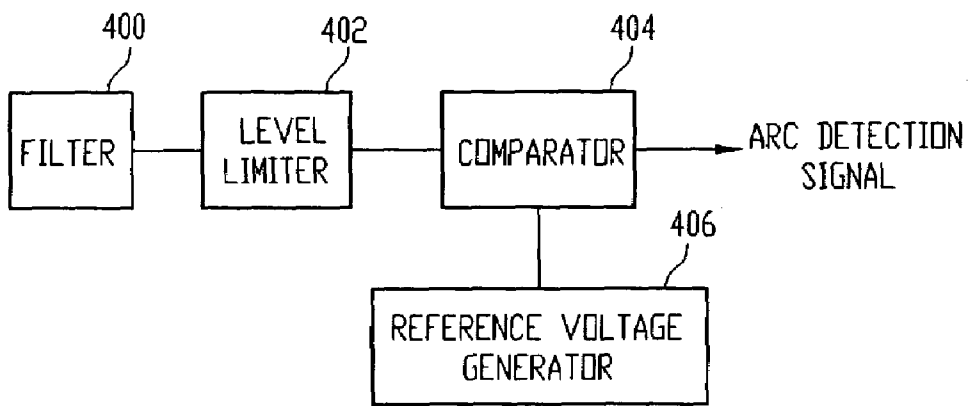 400
402
404
FILTER
LEVEL
LIMITER
COMPARATOR
ARC DETECTION
SIGNAL
406
REFERENCE VOLTAGE
GENERATOR